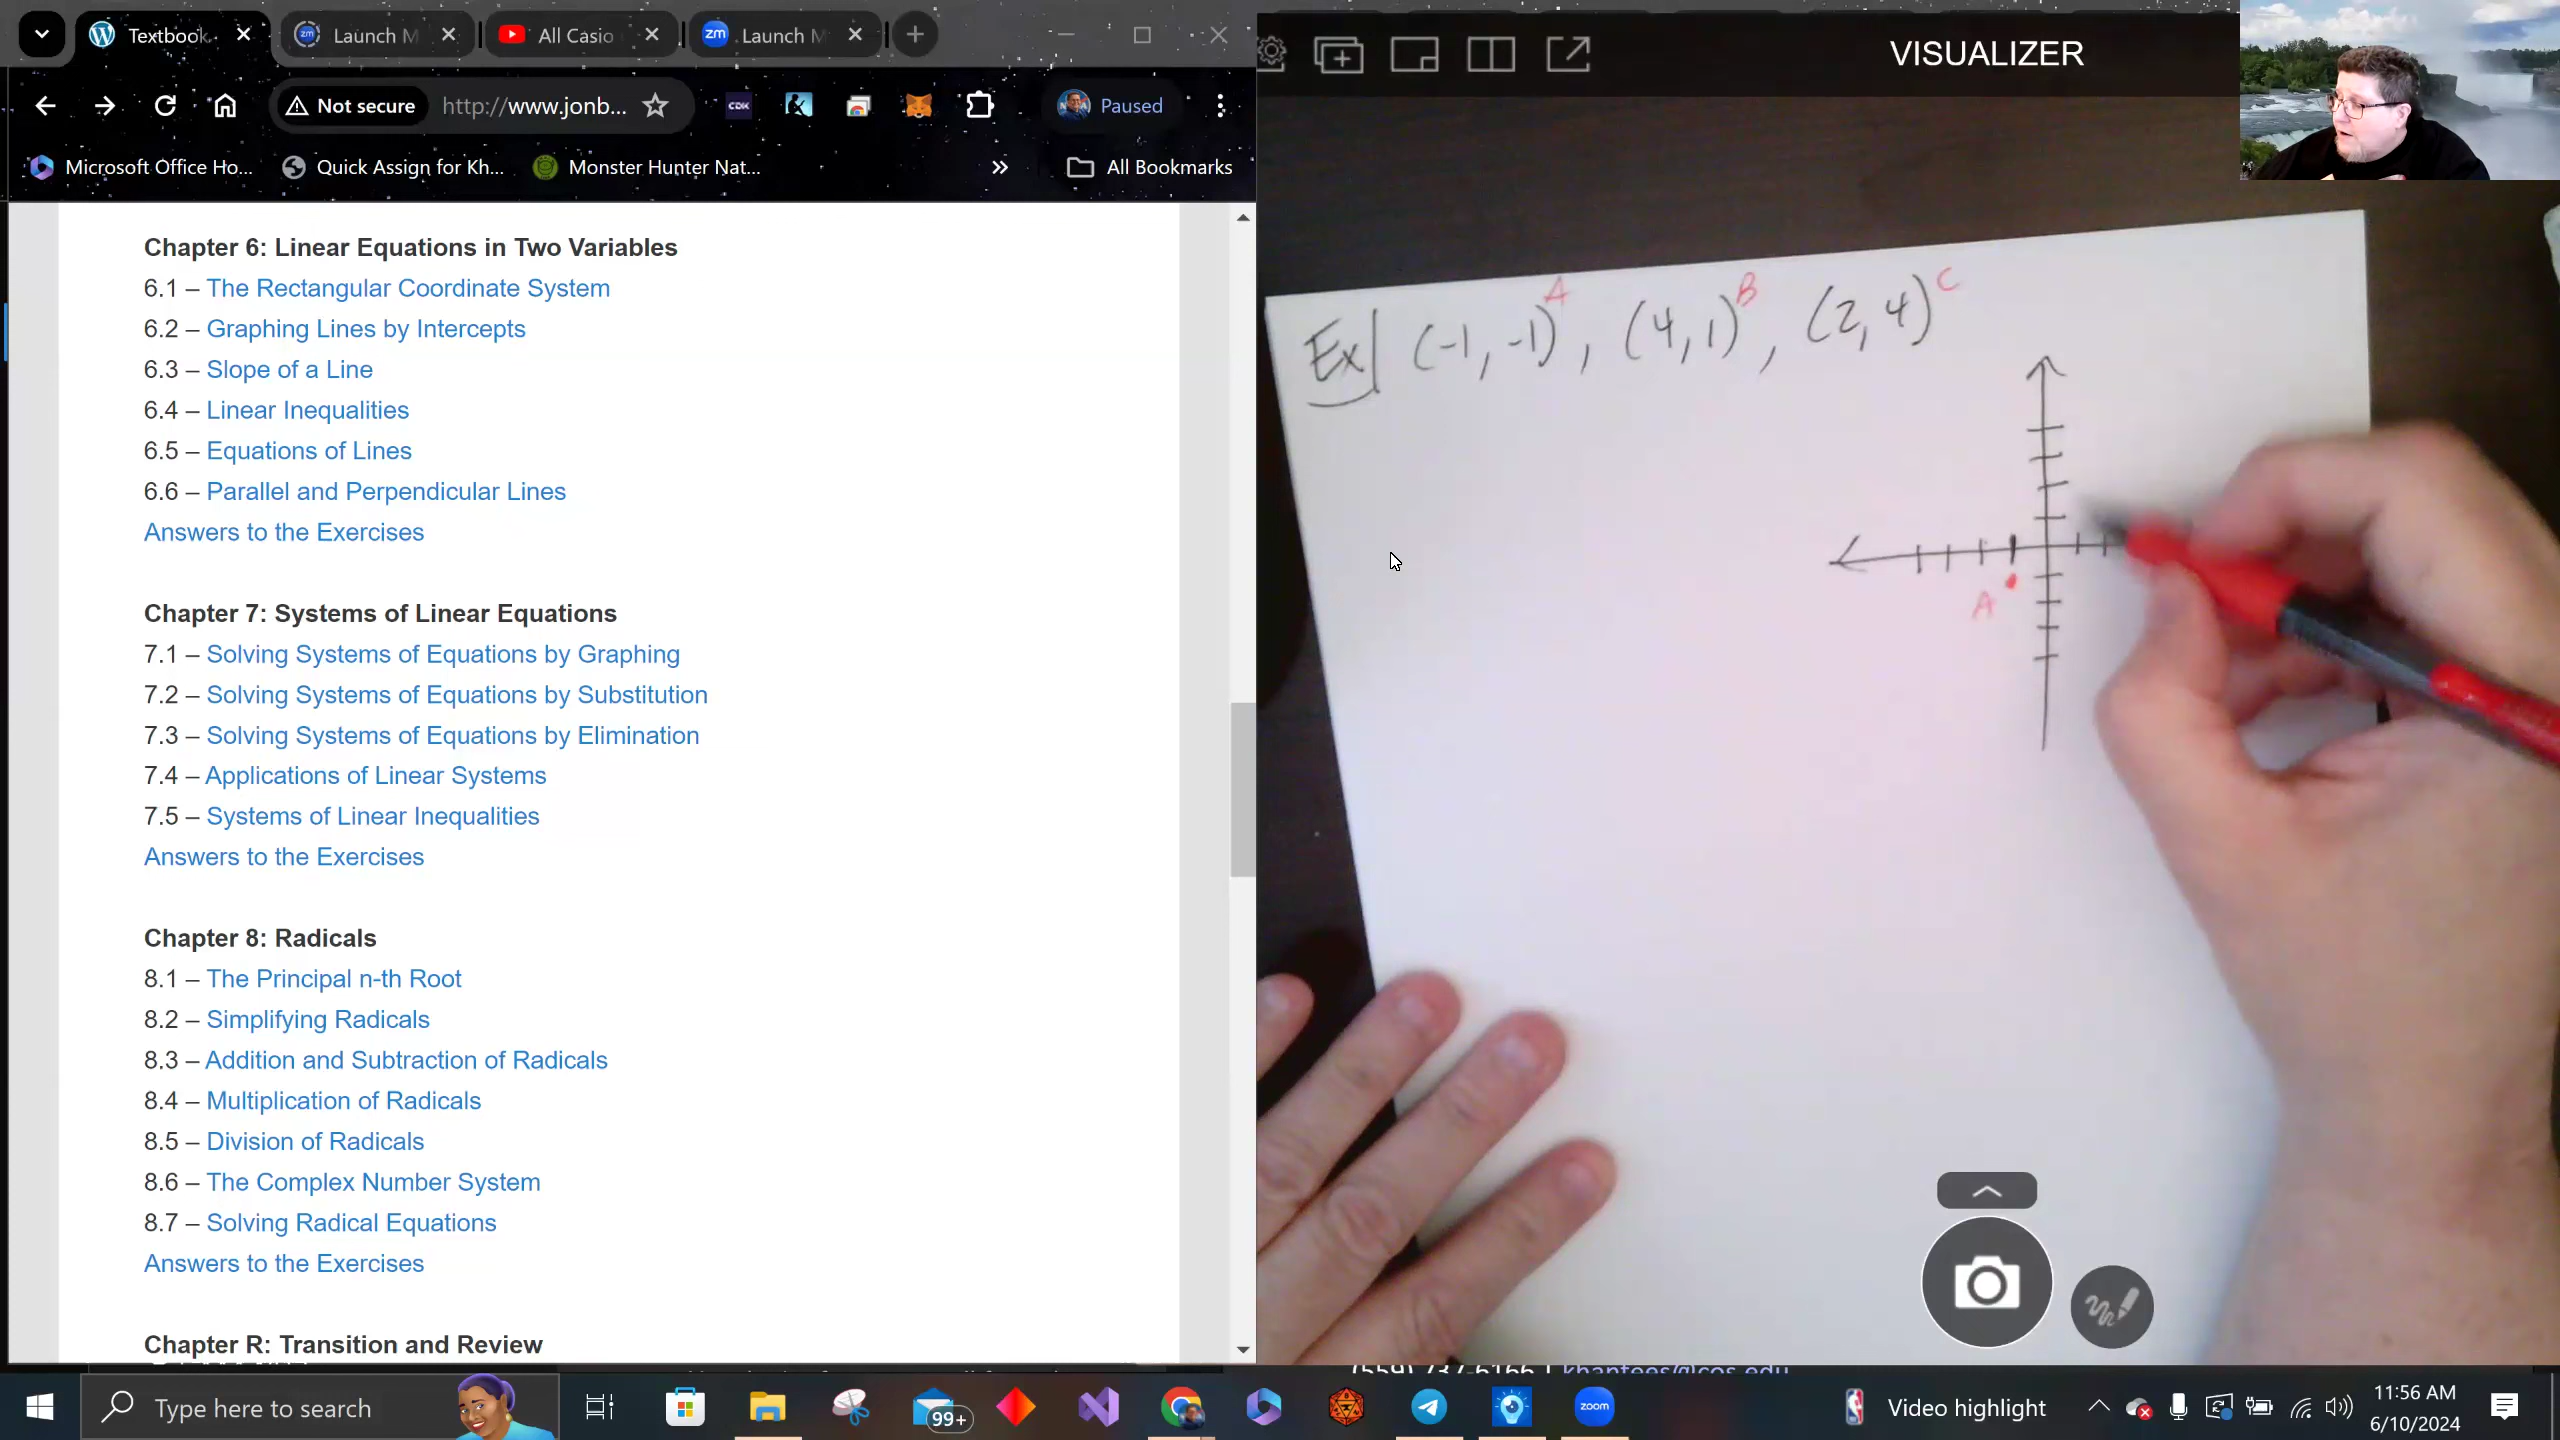 Textbook
Launch M
All Casio
Launch M
VISUALIZER
Not secure
http://www.jonb...
Paused
Microsoft Office Ho...
Quick Assign for Kh...
Monster Hunter Nat...
»
All Bookmarks
Chapter 6: Linear Equations in Two Variables
6.1 – The Rectangular Coordinate System
6.2 – Graphing Lines by Intercepts
6.3 – Slope of a Line
6.4 – Linear Inequalities
6.5 – Equations of Lines
6.6 – Parallel and Perpendicular Lines
Answers to the Exercises
Chapter 7: Systems of Linear Equations
7.1 – Solving Systems of Equations by Graphing
7.2 – Solving Systems of Equations by Substitution
7.3 – Solving Systems of Equations by Elimination
7.4 – Applications of Linear Systems
7.5 – Systems of Linear Inequalities
Answers to the Exercises
Chapter 8: Radicals
8.1 – The Principal n-th Root
8.2 – Simplifying Radicals
8.3 – Addition and Subtraction of Radicals
8.4 – Multiplication of Radicals
8.5 – Division of Radicals
8.6 – The Complex Number System
8.7 – Solving Radical Equations
Answers to the Exercises
Chapter R: Transition and Review
Ex| (-1, -1) A, (4, 1) B, (2, 4) C
A
(559) 737-6166 | khantees@cos.edu
Type here to search
99+
zoom
Video highlight
11:56 AM
6/10/2024